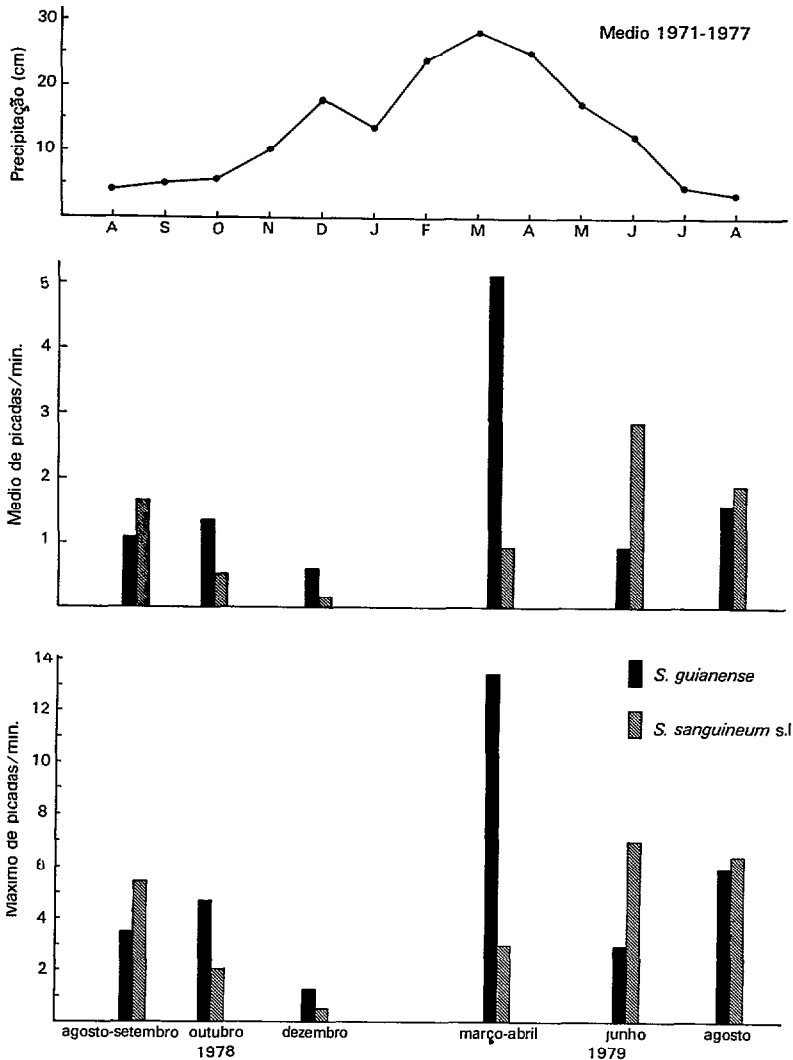 Medio 1971-1977
Precipitação (cm)
30
20
10
A S O N D J F M A M J J A
Medio de picadas/min.
5
4
3
2
1
Maximo de picadas/min.
14
12
10
8
6
4
2
S. guianense
S. sanguineum s.l
agosto-setembro outubro dezembro março-abril junho agosto
1978 1979